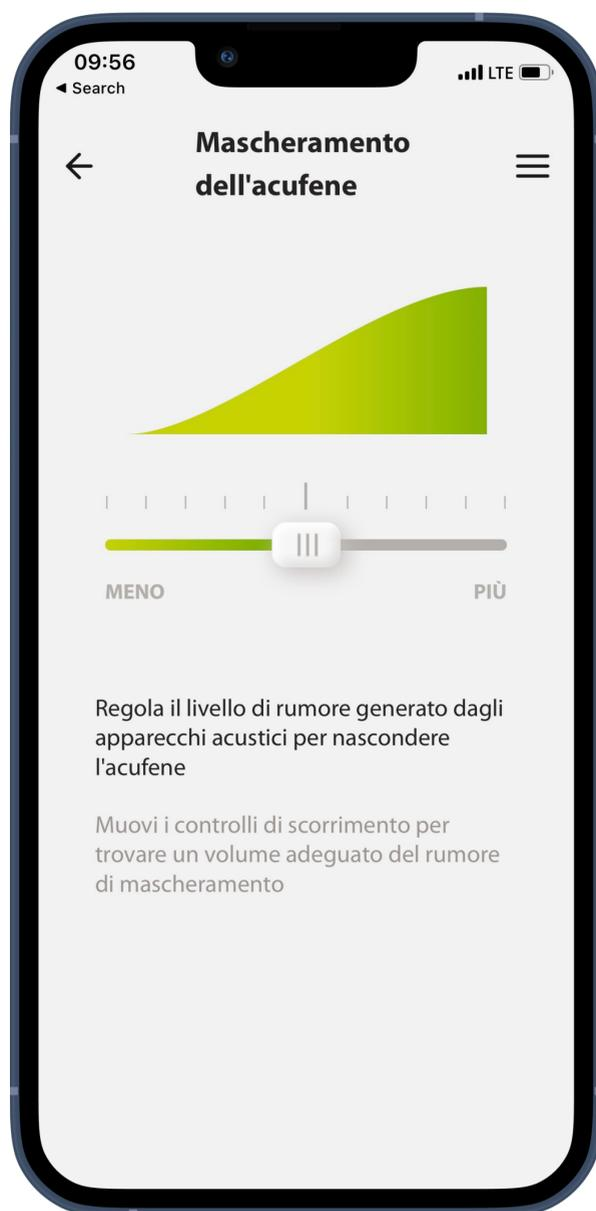 09:56
LTE
◀ Search
Mascheramento
dell'acufene
MENO
PIÙ
Regola il livello di rumore generato dagli
apparecchi acustici per nascondere
l'acufene
Muovi i controlli di scorrimento per
trovare un volume adeguato del rumore
di mascheramento